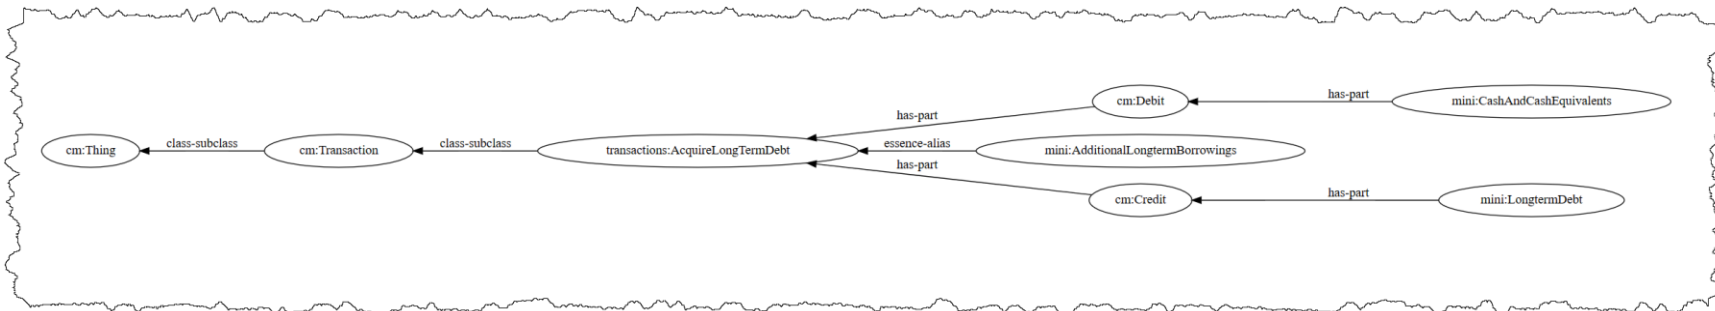 has-part
cm:Debit
has-part
mini:CashAndCashEquivalents
cm:Thing
class-subclass
cm:Transaction
class-subclass
transactions:AcquireLongTermDebt
essence-alias
mini:AdditionalLongtermBorrowings
has-part
cm:Credit
has-part
mini:LongtermDebt